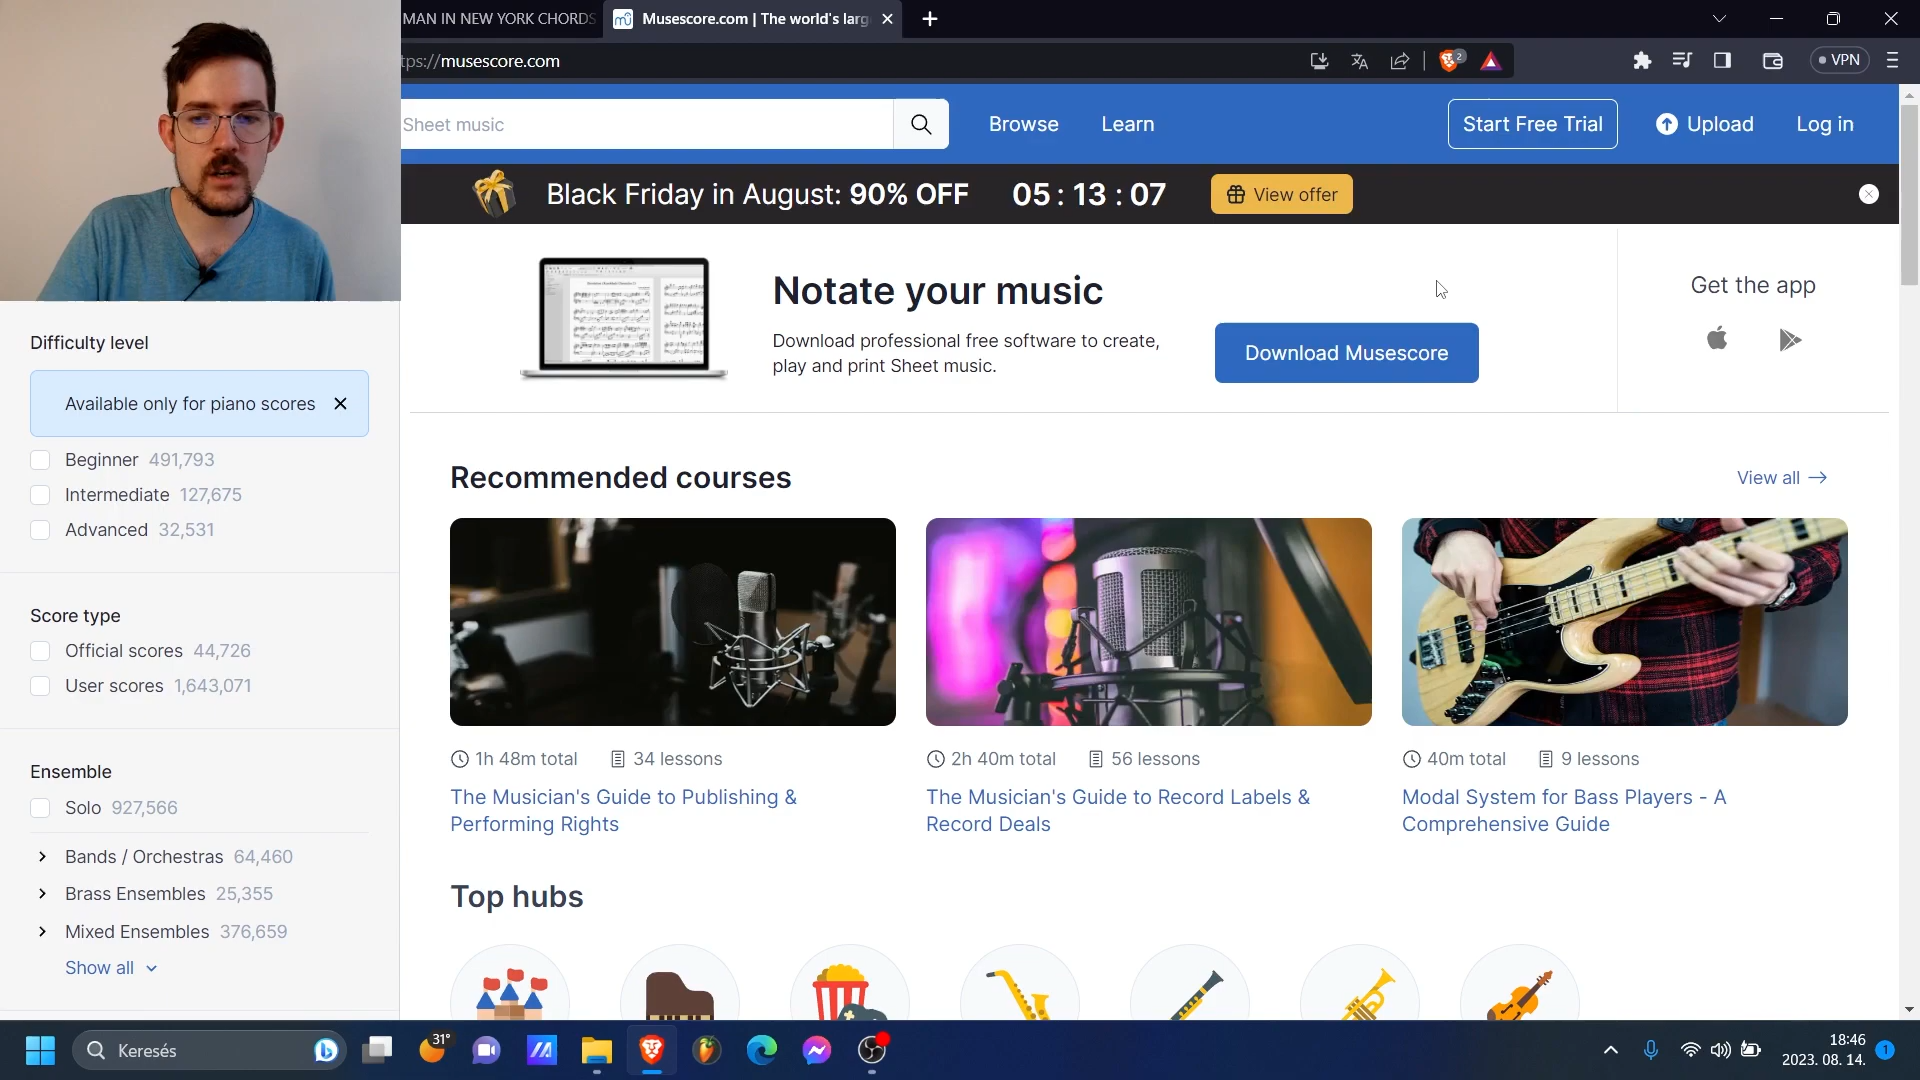 MAN IN NEW YORK CHORDS
Musescore.com | The world's larg
tps://musescore.com
2
VPN
Sheet music
Browse
Learn
Start Free Trial
Upload
Log in
Black Friday in August: 90% OFF
05 : 13 : 07
View offer
Notate your music
Download professional free software to create,
play and print Sheet music.
Download Musescore
Get the app
Difficulty level
Available only for piano scores
Beginner 491,793
Intermediate 127,675
Advanced 32,531
Score type
Official scores 44,726
User scores 1,643,071
Ensemble
Solo 927,566
Bands / Orchestras 64,460
Brass Ensembles 25,355
Mixed Ensembles 376,659
Show all
Recommended courses
View all
1h 48m total
34 lessons
The Musician's Guide to Publishing &
Performing Rights
2h 40m total
56 lessons
The Musician's Guide to Record Labels &
Record Deals
40m total
9 lessons
Modal System for Bass Players - A
Comprehensive Guide
Top hubs
Keresés
31°
18:46
2023. 08. 14.
1